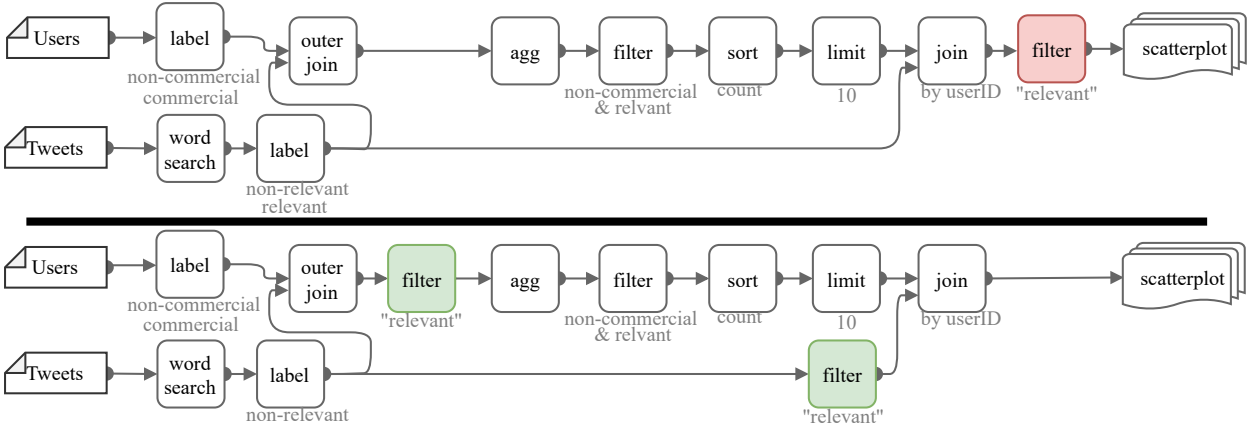 Users
label
non-commercial
commercial
outer
join
agg
filter
non-commercial
& relvant
sort
count
limit
10
join
by userID
filter
"relevant"
scatterplot
Tweets
word
search
label
non-relevant
relevant
Users
label
non-commercial
commercial
outer
join
filter
"relevant"
agg
filter
non-commercial
& relvant
sort
count
limit
10
join
by userID
scatterplot
Tweets
word
search
label
non-relevant
filter
"relevant"